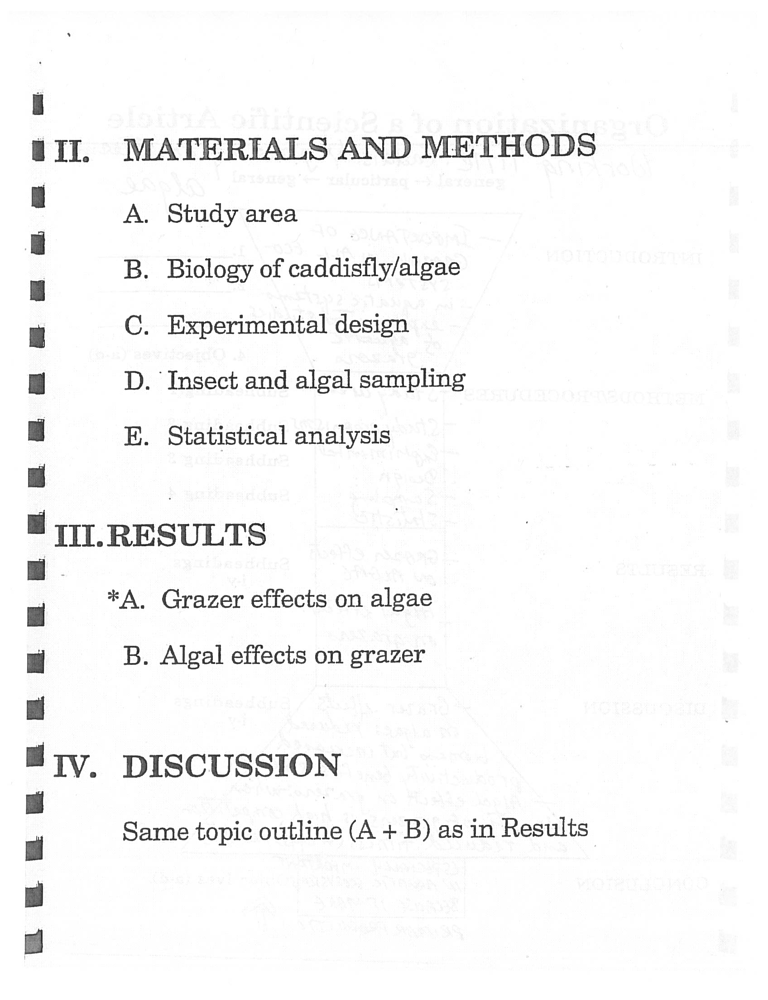 II. MATERIALS AND METHODS
A. Study area
B. Biology of caddisfly/algae
C. Experimental design
D. Insect and algal sampling
E. Statistical analysis
III. RESULTS
*A. Grazer effects on algae
B. Algal effects on grazer
IV. DISCUSSION
Same topic outline (A + B) as in Results